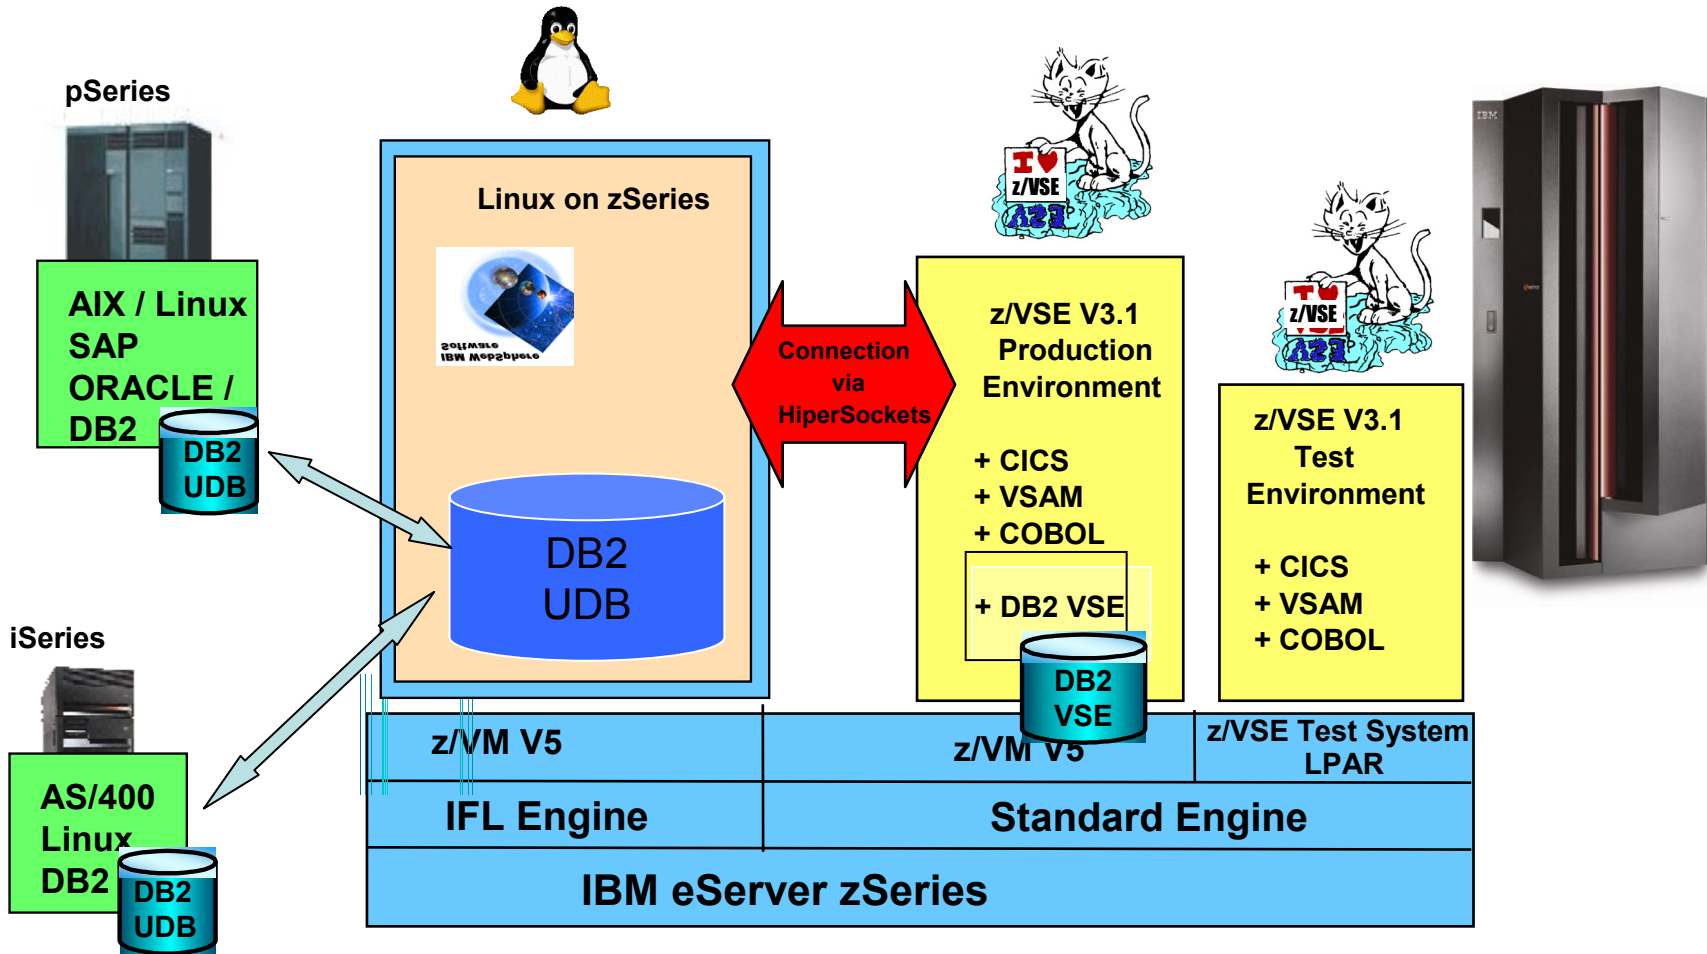 pSeries
AIX / Linux
SAP
ORACLE /
DB2
DB2
UDB
iSeries
AS/400
Linux
DB2
DB2
UDB
Linux on zSeries
Software
IBM WebSphere
DB2
UDB
Connection
via
HiperSockets
I ♥
z/VSE
VSE
z/VSE V3.1
Production
Environment
+ CICS
+ VSAM
+ COBOL
+ DB2 VSE
DB2
VSE
I ♥
z/VSE
VSE
z/VSE V3.1
Test
Environment
+ CICS
+ VSAM
+ COBOL
IBM
z/VM V5
z/VM V5
z/VSE Test System
LPAR
IFL Engine
Standard Engine
IBM eServer zSeries